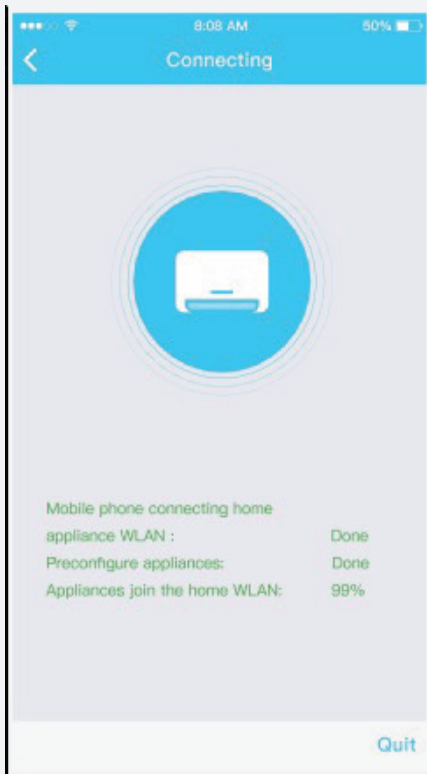 8:08 AM
50%
Connecting
Mobile phone connecting home
appliance WLAN : Done
Preconfigure appliances: Done
Appliances join the home WLAN: 99%
Quit